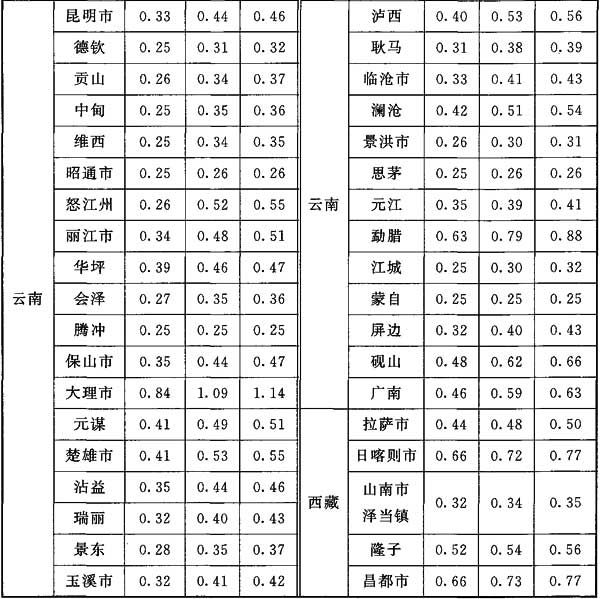 昆明市 0.33 0.44 0.46 泸西 0.40 0.53 0.56
德钦 0.25 0.31 0.32 耿马 0.31 0.38 0.39
贡山 0.26 0.34 0.37 临沧市 0.33 0.41 0.43
中甸 0.25 0.35 0.36 澜沧 0.42 0.51 0.54
维西 0.25 0.34 0.35 景洪市 0.26 0.30 0.31
昭通市 0.25 0.26 0.26 思茅 0.25 0.26 0.26
怒江州 0.26 0.52 0.55 云南 元江 0.35 0.39 0.41
丽江市 0.34 0.48 0.51 勐腊 0.63 0.79 0.88
华坪 0.39 0.46 0.47 江城 0.25 0.30 0.32
云南 会泽 0.27 0.35 0.36 蒙自 0.25 0.25 0.25
腾冲 0.25 0.25 0.25 屏边 0.32 0.40 0.43
保山市 0.35 0.44 0.47 砚山 0.48 0.62 0.66
大理市 0.84 1.09 1.14 广南 0.46 0.59 0.63
元谋 0.41 0.49 0.51 拉萨市 0.44 0.48 0.50
楚雄市 0.41 0.53 0.55 日喀则市 0.66 0.72 0.77
沾益 0.35 0.44 0.46 西藏 山南市 0.32 0.34 0.35
瑞丽 0.32 0.40 0.43 泽当镇
景东 0.28 0.35 0.37 隆子 0.52 0.54 0.56
玉溪市 0.32 0.41 0.42 昌都市 0.66 0.73 0.77